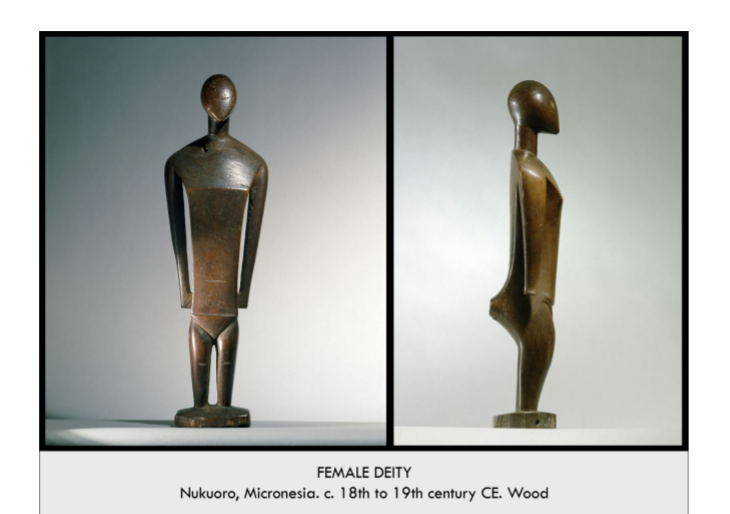 FEMALE DEITY
Nukuoro, Micronesia. c. 18th to 19th century CE. Wood